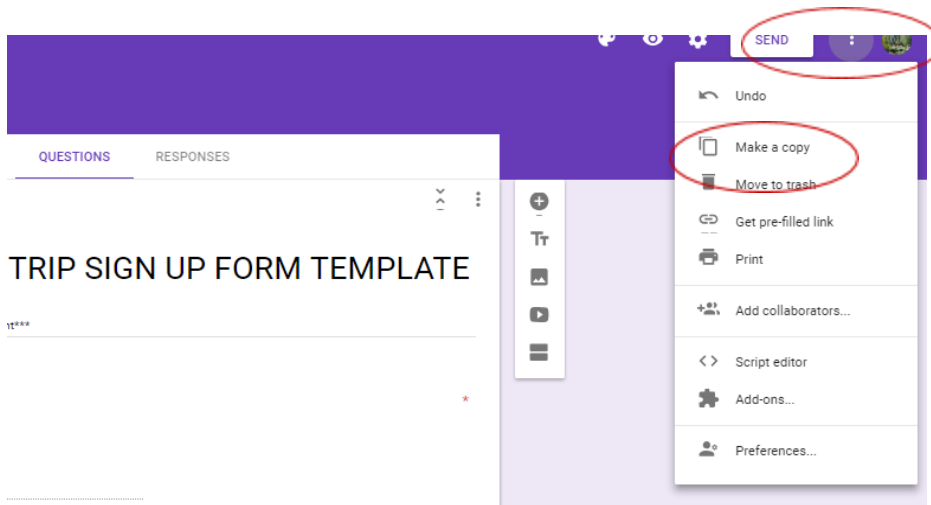 SEND
Undo
QUESTIONS RESPONSES
Make a copy
Move to trash
Get pre-filled link
TRIP SIGN UP FORM TEMPLATE
Print
Add collaborators...
nt***
Script editor
Add-ons...
Preferences...